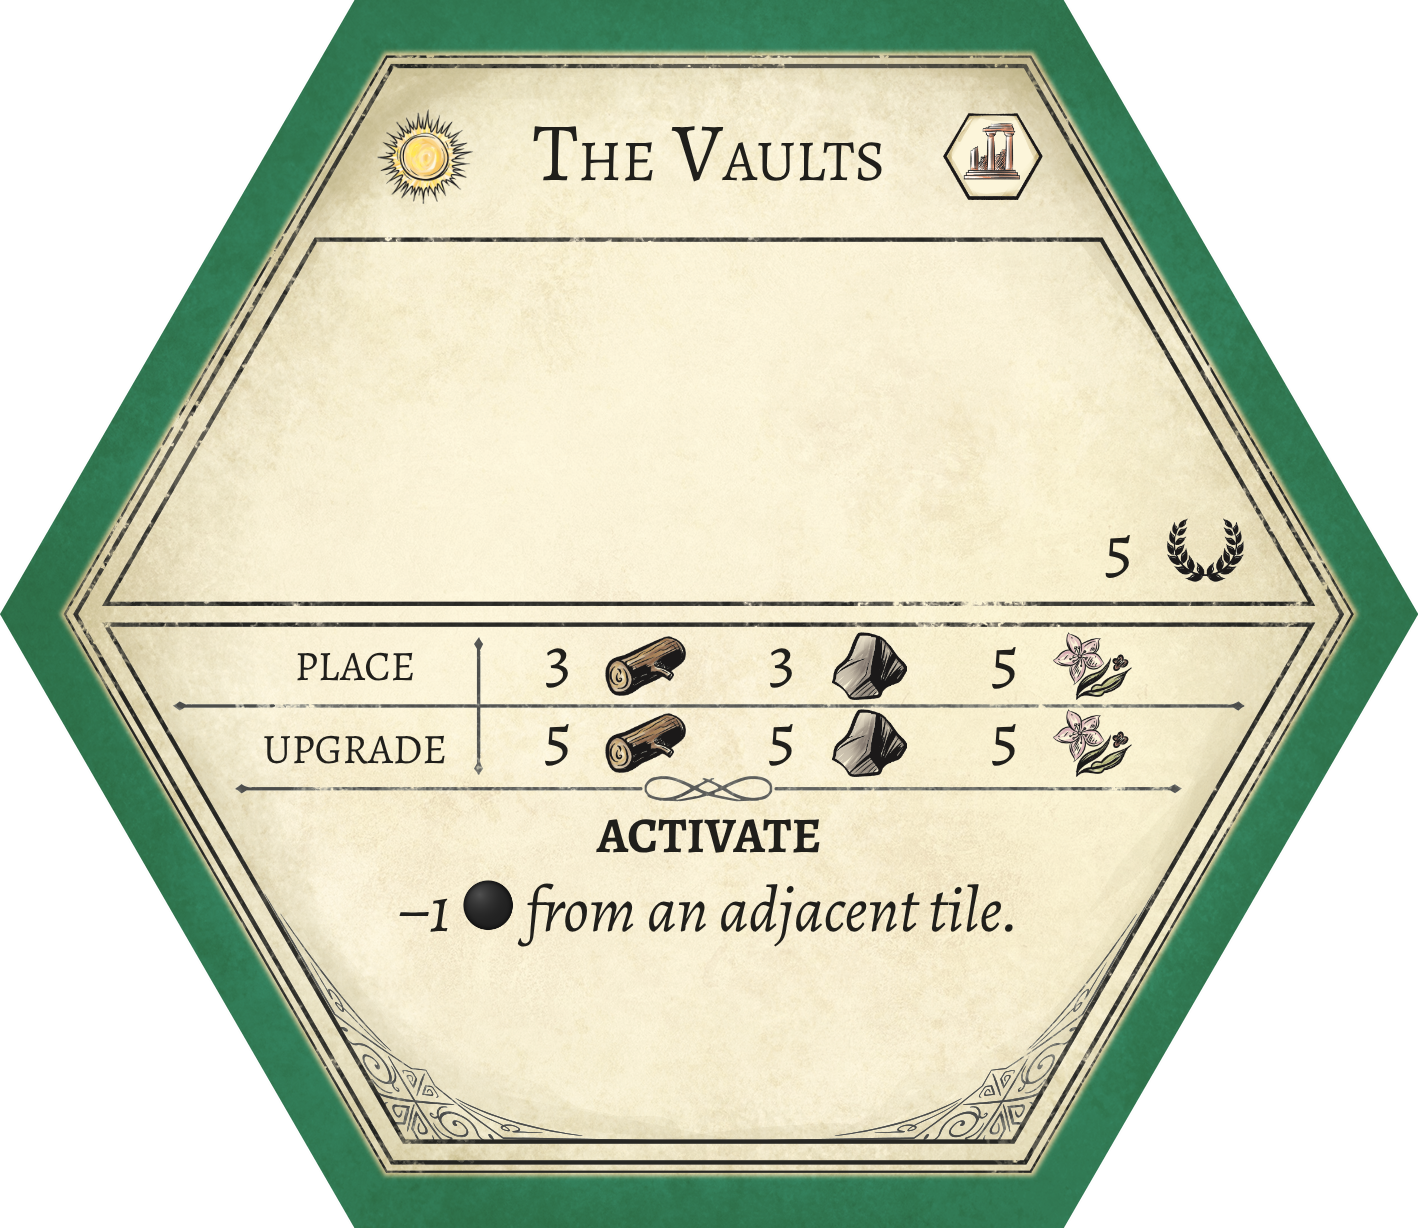 The Vaults
5
PLACE 3 3 5
UPGRADE 5 5 5
ACTIVATE
–1 from an adjacent tile.